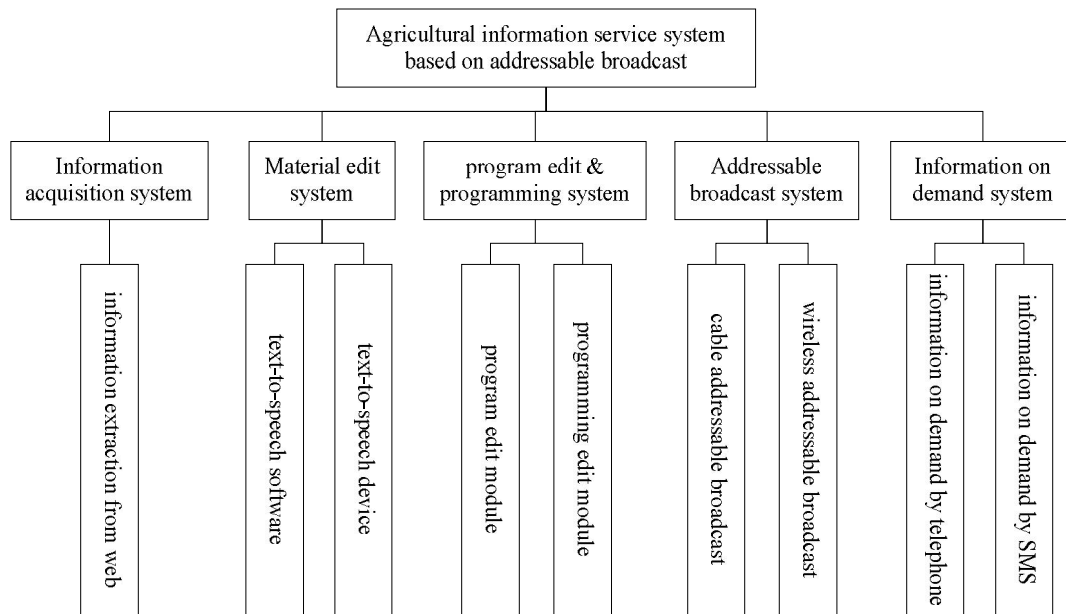 Agricultural information service system
based on addressable broadcast
Information
acquisition system
Material edit
system
program edit &
programming system
Addressable
broadcast system
Information on
demand system
information extraction from web
text-to-speech software
text-to-speech device
program edit module
programming edit module
cable addressable broadcast
wireless addressable broadcast
information on demand by telephone
information on demand by SMS